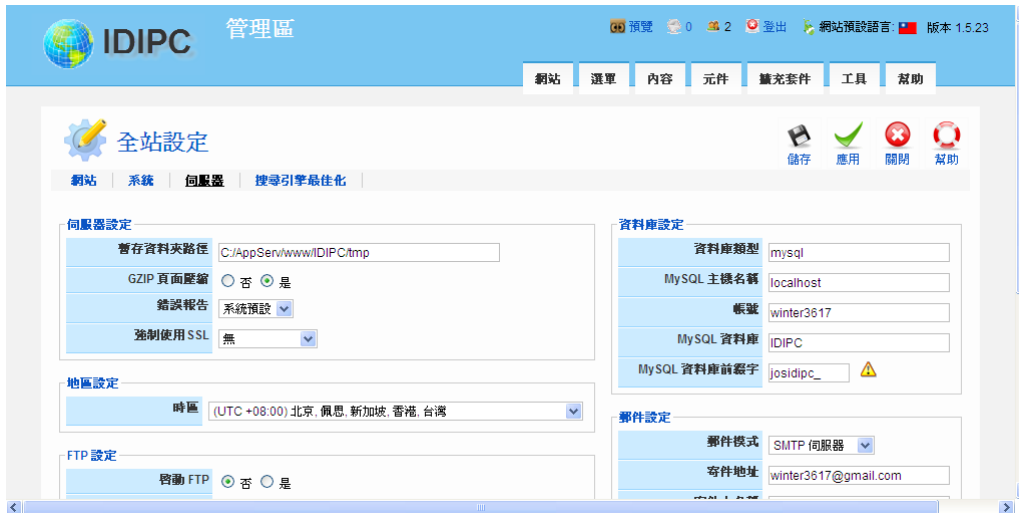 IDIPC 管理區
預覽 0 2 登出 網站預設語言: 版本 1.5.23
網站 選單 內容 元件 擴充套件 工具 幫助
全站設定
儲存 應用 關閉 幫助
網站 系統 伺服器 搜尋引擎最佳化
伺服器設定
暫存資料夾路徑 C:/AppServ/www/IDIPC/tmp
GZIP 頁面壓縮 否 是
錯誤報告 系統預設
強制使用 SSL 無
地區設定
時區 (UTC +08:00) 北京, 佩思, 新加坡, 香港, 台灣
FTP 設定
啓動 FTP 否 是
資料庫設定
資料庫類型 mysql
MySQL 主機名稱 localhost
帳號 winter3617
MySQL 資料庫 IDIPC
MySQL 資料庫前綴字 josidipc_
郵件設定
郵件模式 SMTP 伺服器
寄件地址 winter3617@gmail.com